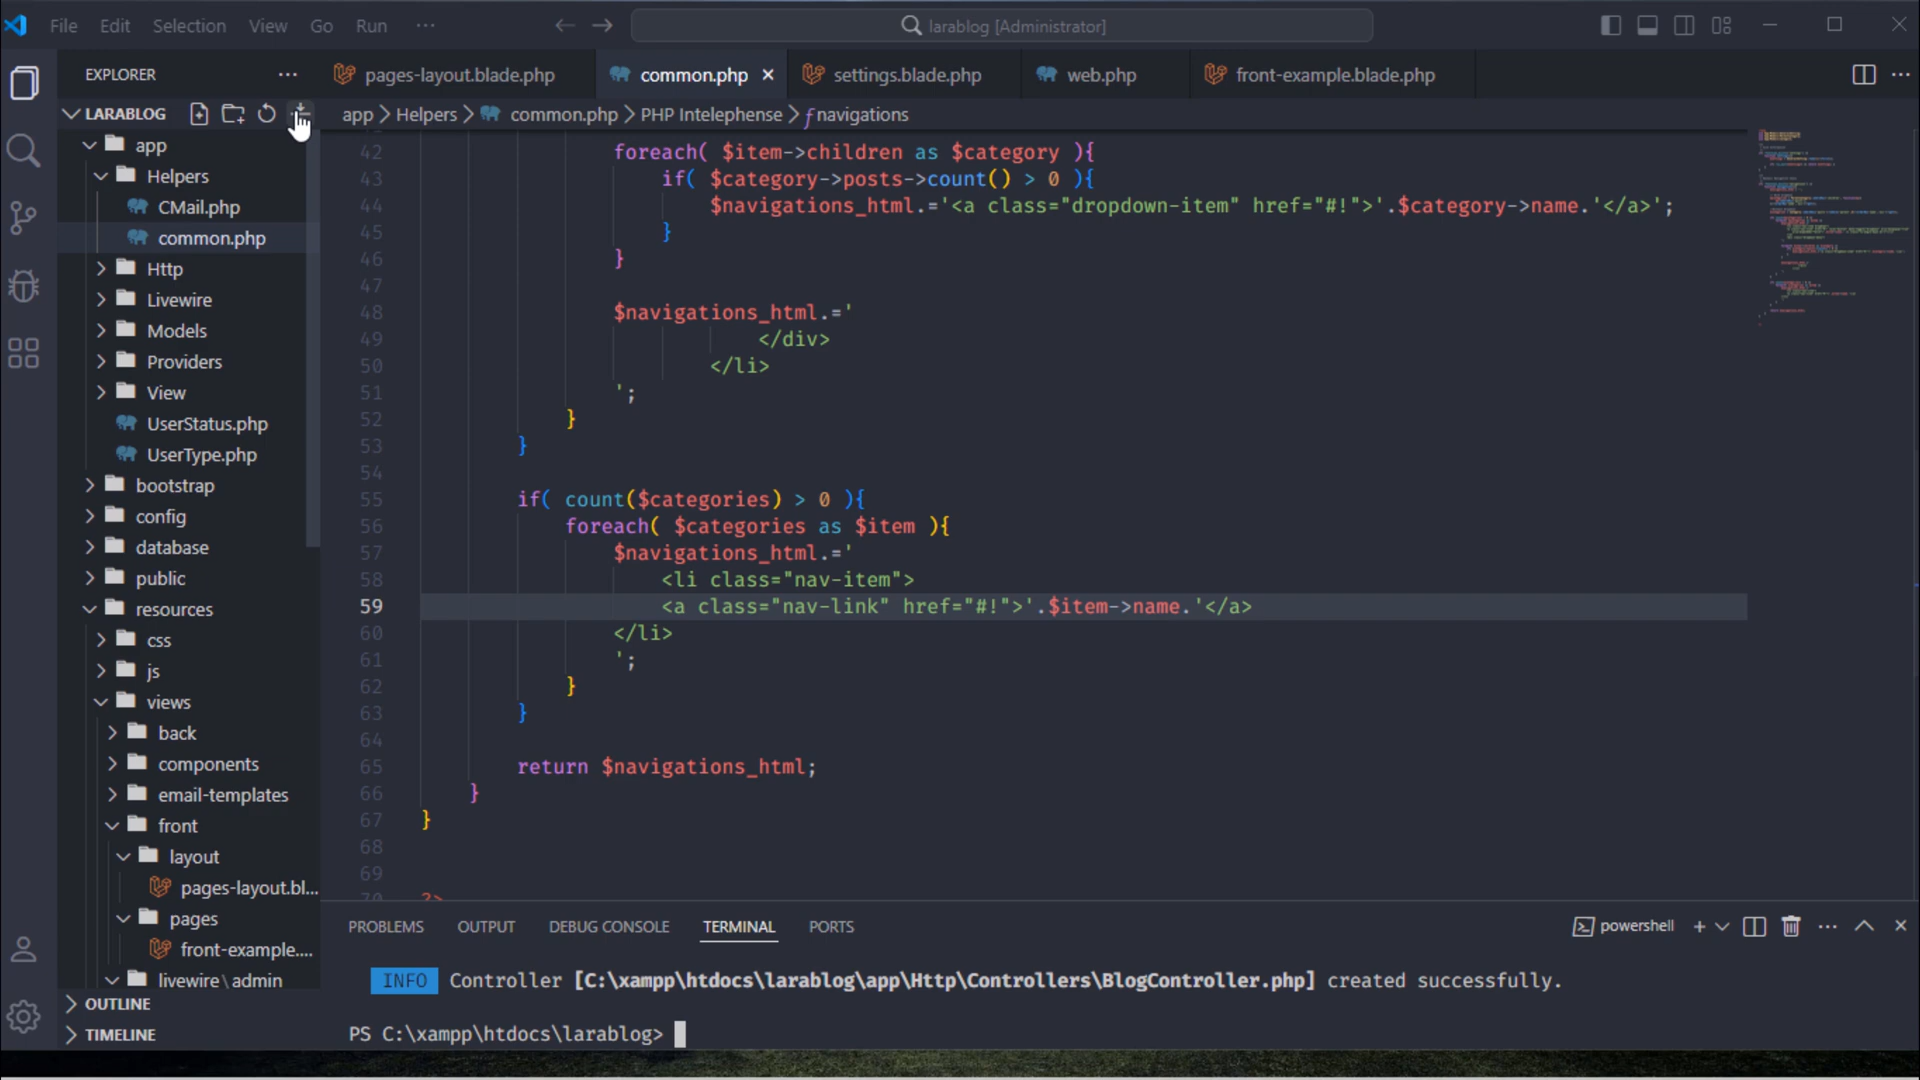 File Edit Selection View Go Run ··· larablog [Administrator]
EXPLORER ··· pages-layout.blade.php common.php settings.blade.php web.php front-example.blade.php
LARABLOG app > Helpers > common.php > PHP Intelephense > navigations
app
Helpers
CMail.php
common.php
Http
Livewire
Models
Providers
View
UserStatus.php
UserType.php
bootstrap
config
database
public
resources
css
js
views
back
components
email-templates
front
layout
pages-layout.bl...
pages
front-example....
livewire\admin
OUTLINE
TIMELINE
42 foreach( $item->children as $category ){
43 if( $category->posts->count() > 0 ){
44 $navigations_html.='<a class="dropdown-item" href="#!">'.$category->name.'</a>';
45 }
46 }
47
48 $navigations_html.='
49 </div>
50 </li>
51 ';
52 }
53 }
54
55 if( count($categories) > 0 ){
56 foreach( $categories as $item ){
57 $navigations_html.='
58 <li class="nav-item">
59 <a class="nav-link" href="#!">'.$item->name.'</a>
60 </li>
61 ';
62 }
63 }
64
65 return $navigations_html;
66 }
67 }
68
69
70 ?>
PROBLEMS OUTPUT DEBUG CONSOLE TERMINAL PORTS powershell
INFO Controller [C:\xampp\htdocs\larablog\app\Http\Controllers\BlogController.php] created successfully.
PS C:\xampp\htdocs\larablog>